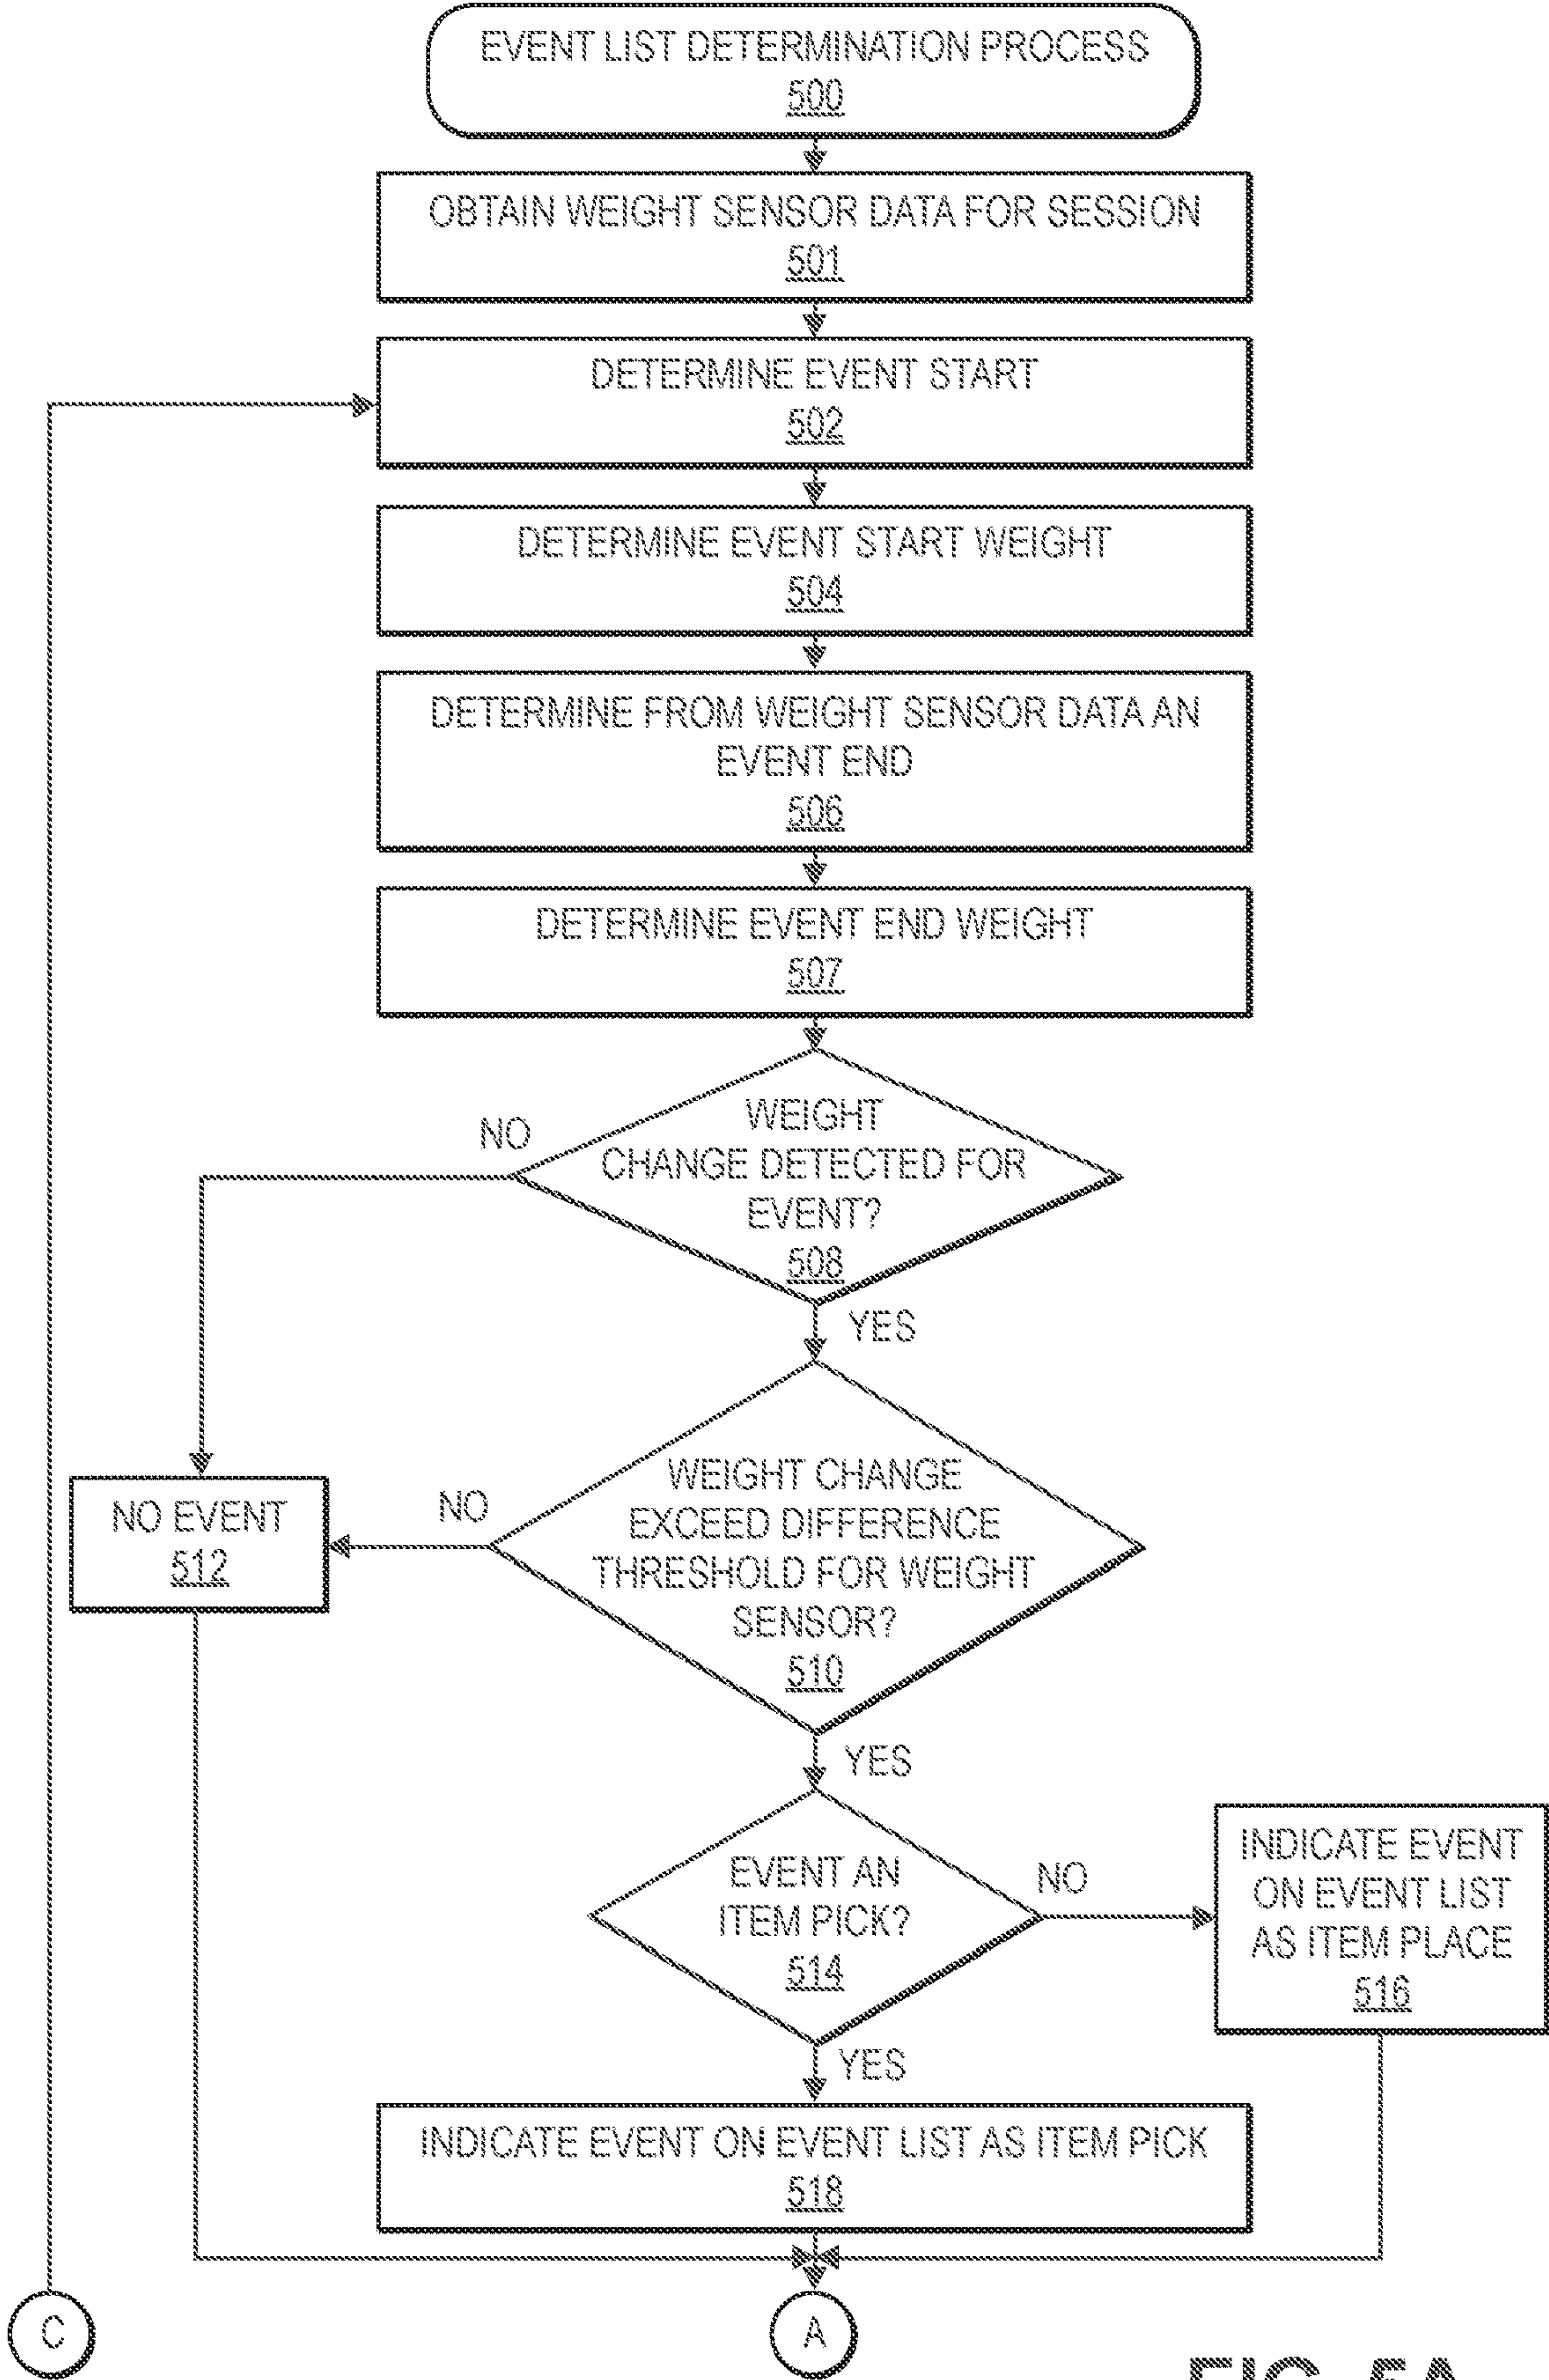 EVENT LIST DETERMINATION PROCESS
500
OBTAIN WEIGHT SENSOR DATA FOR SESSION
501
DETERMINE EVENT START
502
DETERMINE EVENT START WEIGHT
504
DETERMINE FROM WEIGHT SENSOR DATA AN
EVENT END
506
DETERMINE EVENT END WEIGHT
507
WEIGHT
CHANGE DETECTED FOR
EVENT?
508
NO
YES
WEIGHT CHANGE
EXCEED DIFFERENCE
THRESHOLD FOR WEIGHT
SENSOR?
510
NO
NO EVENT
512
YES
EVENT AN
ITEM PICK?
514
NO
INDICATE EVENT
ON EVENT LIST
AS ITEM PLACE
516
YES
INDICATE EVENT ON EVENT LIST AS ITEM PICK
518
C
A
FIG. 5A